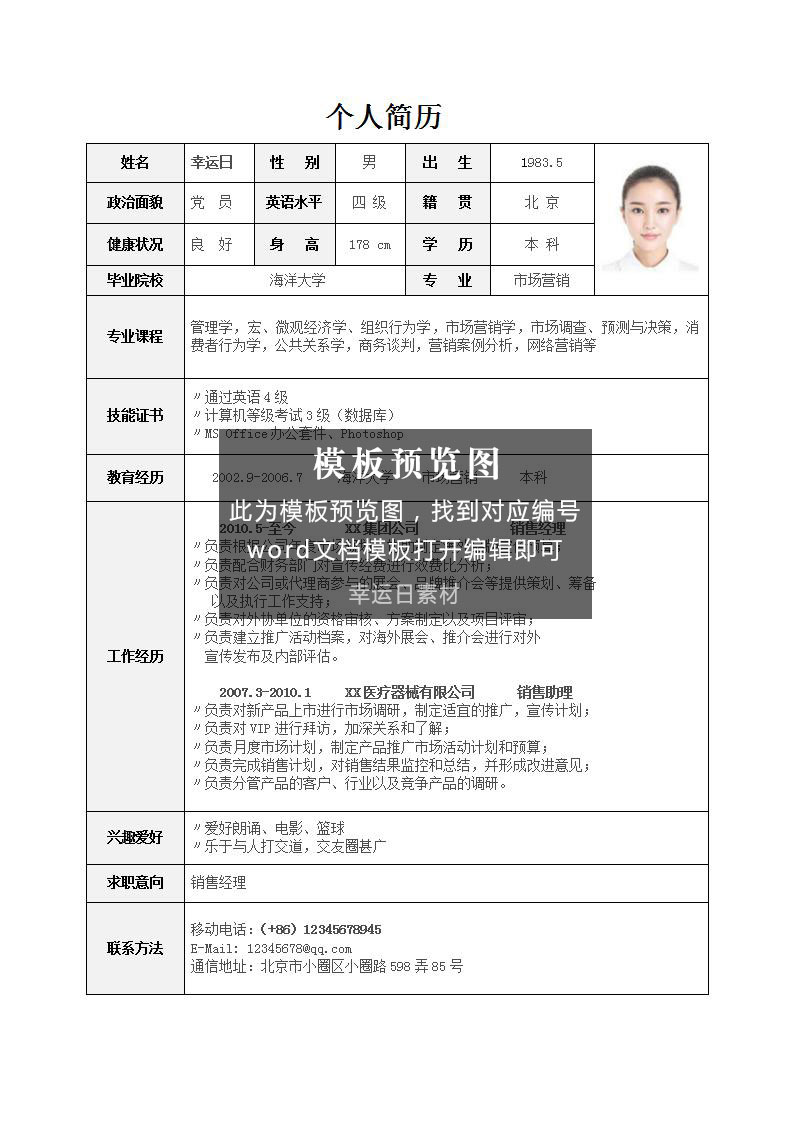 个人简历
姓名 幸运日 性 别 男 出 生 1983.5
政治面貌 党 员 英语水平 四 级 籍 贯 北 京
健康状况 良 好 身 高 178 cm 学 历 本 科
毕业院校 海洋大学 专 业 市场营销
专业课程
管理学，宏、微观经济学、组织行为学，市场营销学，市场调查、预测与决策，消
费者行为学，公共关系学，商务谈判，营销案例分析，网络营销等
技能证书
〃通过英语4级
〃计算机等级考试3级（数据库）
〃MS Office办公套件、Photoshop
模板预览图
教育经历 2002.9-2006.7 海洋大学 市场营销 本科
此为模板预览图，找到对应编号
word文档模板打开编辑即可
幸运日素材
工作经历
2010.5-至今 XX集团公司 销售经理
〃负责根据公司年度
〃负责配合财务部门对宣传经费进行效费比分析；
〃负责对公司或代理商参与的展会、品牌推介会等提供策划、筹备
以及执行工作支持；
〃负责对外协单位的资格审核、方案制定以及项目评审；
〃负责建立推广活动档案，对海外展会、推介会进行对外
宣传发布及内部评估。
2007.3-2010.1 XX医疗器械有限公司 销售助理
〃负责对新产品上市进行市场调研，制定适宜的推广，宣传计划；
〃负责对VIP进行拜访，加深关系和了解；
〃负责月度市场计划，制定产品推广市场活动计划和预算；
〃负责完成销售计划，对销售结果监控和总结，并形成改进意见；
〃负责分管产品的客户、行业以及竞争产品的调研。
兴趣爱好
〃爱好朗诵、电影、篮球
〃乐于与人打交道，交友圈甚广
求职意向 销售经理
联系方法
移动电话：（+86）12345678945
E-Mail: 12345678@qq.com
通信地址：北京市小圈区小圈路598弄85号